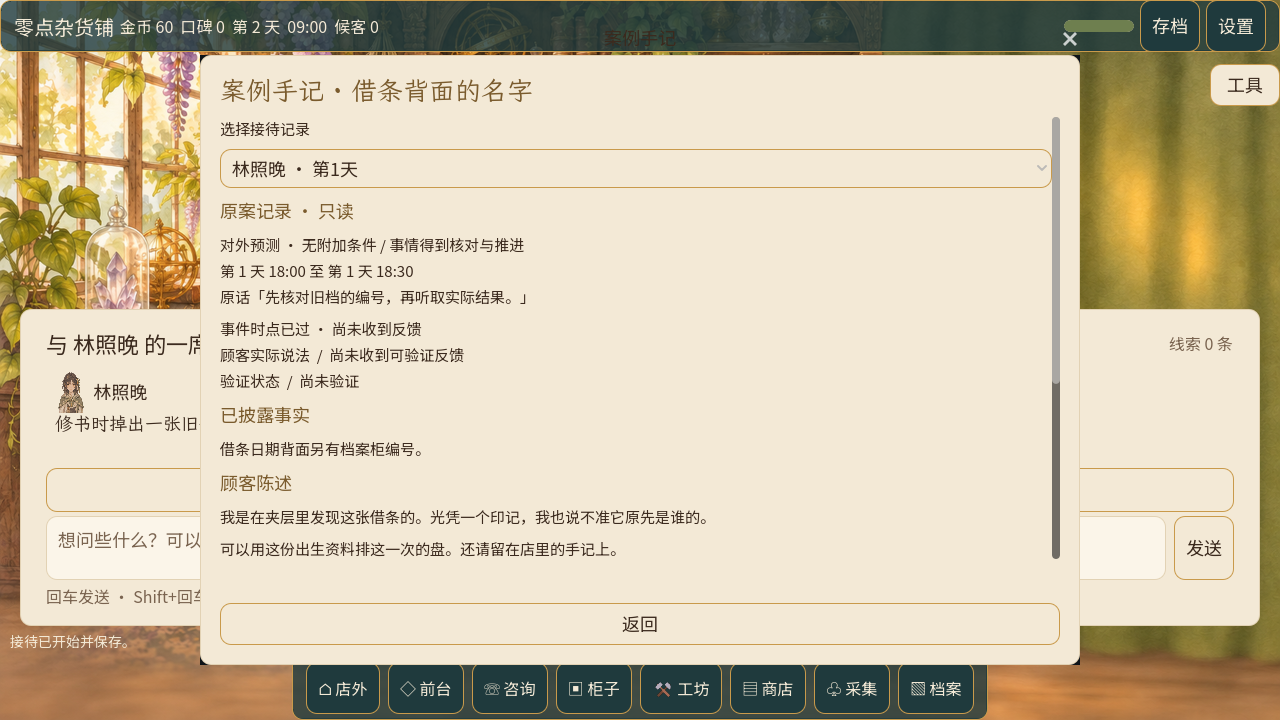 零点杂货铺 金币 60 口碑 0 第 2 天 09:00 候客 0
存档
设置
案例手记
×
工具
案例手记·借条背面的名字
选择接待记录
林照晚 · 第1天
原案记录 · 只读
对外预测 · 无附加条件 / 事情得到核对与推进
第 1 天 18:00 至 第 1 天 18:30
原话「先核对旧档的编号，再听取实际结果。」
事件时点已过 · 尚未收到反馈
顾客实际说法 / 尚未收到可验证反馈
验证状态 / 尚未验证
已披露事实
借条日期背面另有档案柜编号。
顾客陈述
我是在夹层里发现这张借条的。光凭一个印记，我也说不准它原先是谁的。
可以用这份出生资料排这一次的盘。还请留在店里的手记上。
返回
与 林照晚 的一席
线索 0 条
林照晚
修书时掉出一张旧
想问些什么？可以
发送
回车发送 · Shift+回车
接待已开始并保存。
店外
前台
咨询
柜子
工坊
商店
采集
档案